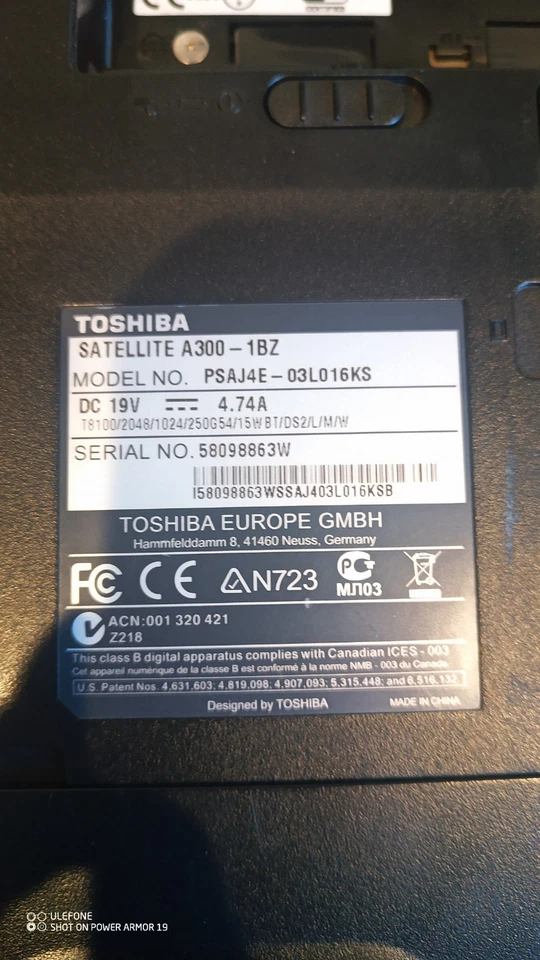 TOSHIBA
SATELLITE A300 – 1BZ
MODEL NO. PSAJ4E – 03L016KS
DC 19V 4.74A
T8100/2048/1024/250G54/15W BT/DS2/L/M/W
SERIAL NO. 58098863W
I58098863WSSAJ403L016KSB
TOSHIBA EUROPE GMBH
Hammfelddamm 8, 41460 Neuss, Germany
FC CE N723 PC
МЛ03
ACN:001 320 421
Z218
This class B digital apparatus complies with Canadian ICES - 003
Cet appareil numérique de la classe B est conformé à la norme NMB - 003 du Canada
U.S. Patent Nos. 4,631,603; 4,819,098; 4,907,093; 5,315,448; and 6,516,132
Designed by TOSHIBA MADE IN CHINA
ULEFONE
SHOT ON POWER ARMOR 19